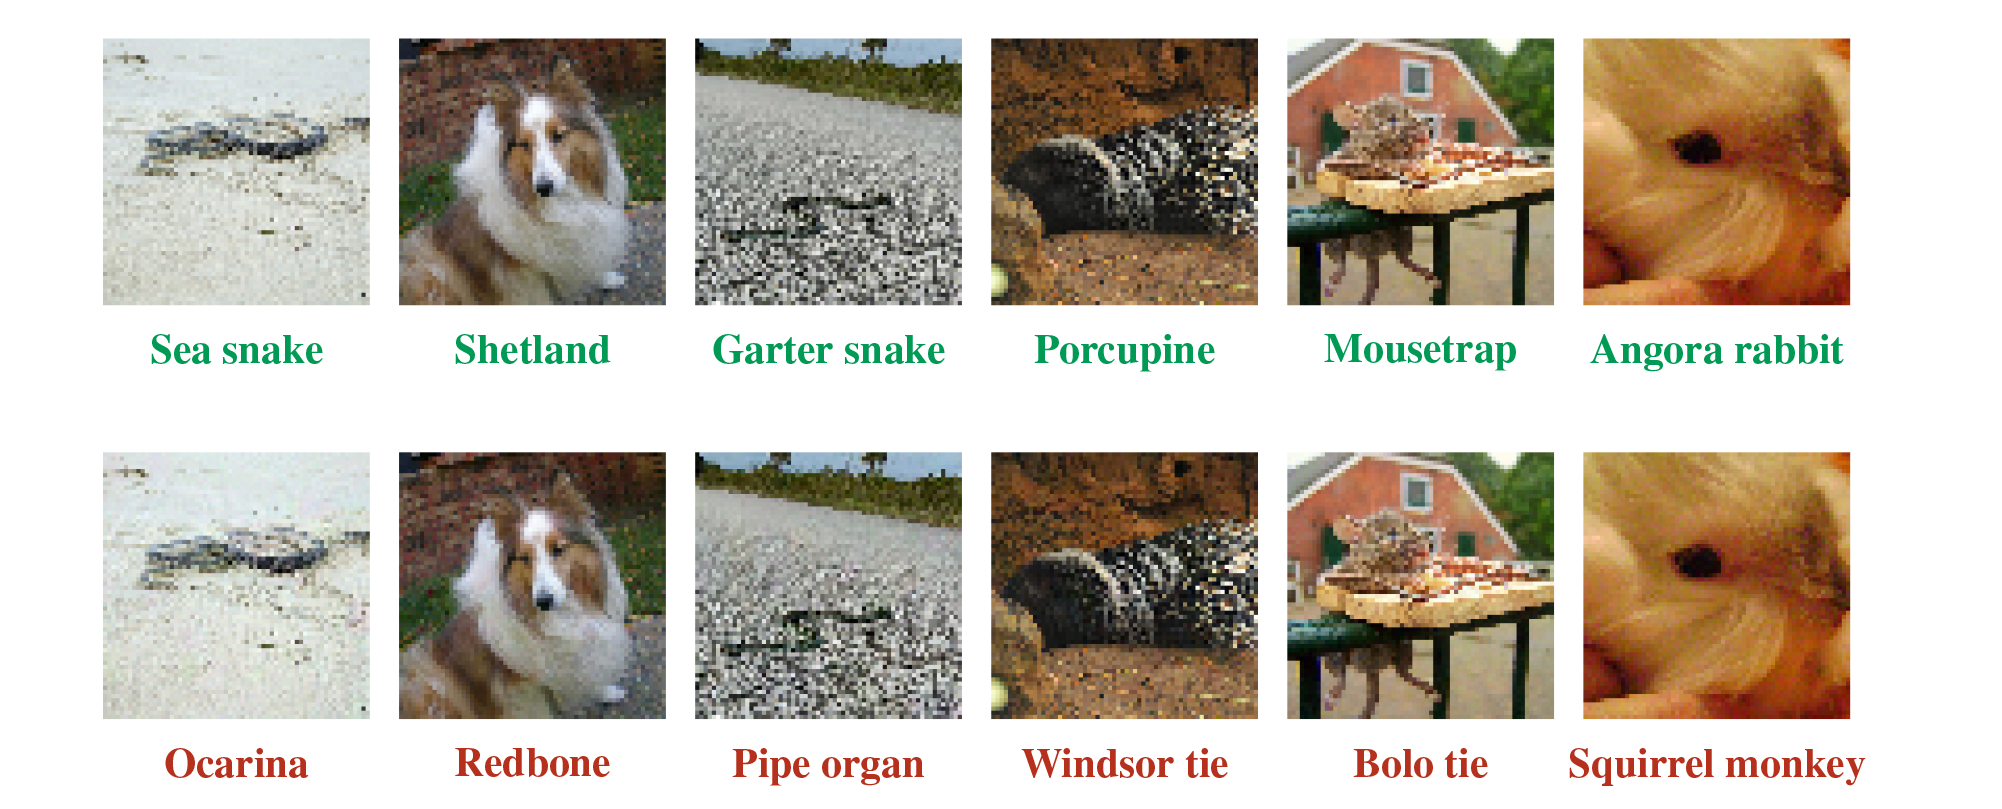 Sea snake
Shetland
Garter snake
Porcupine
Mousetrap
Angora rabbit
Ocarina
Redbone
Pipe organ
Windsor tie
Bolo tie
Squirrel monkey